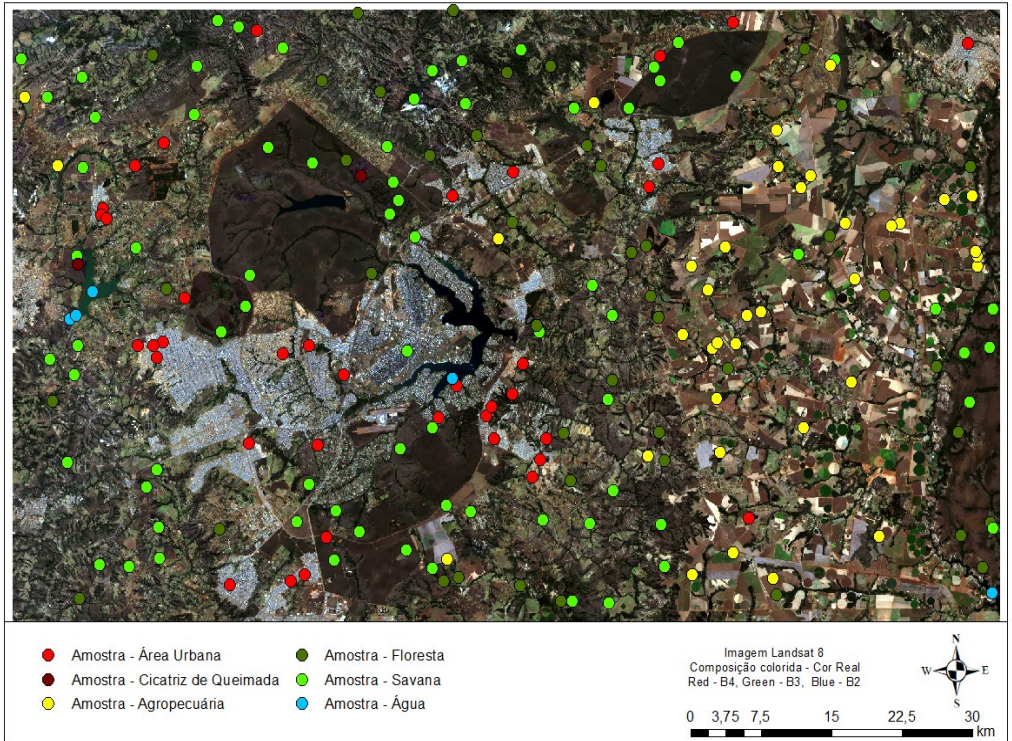 Amostra - Área Urbana
Amostra - Cicatriz de Queimada
Amostra - Agropecuária
Amostra - Floresta
Amostra - Savana
Amostra - Água
Imagem Landsat 8
Composição colorida - Cor Real
Red - B4, Green - B3, Blue - B2
N
W E
S
0 3,75 7,5 15 22,5 30
km